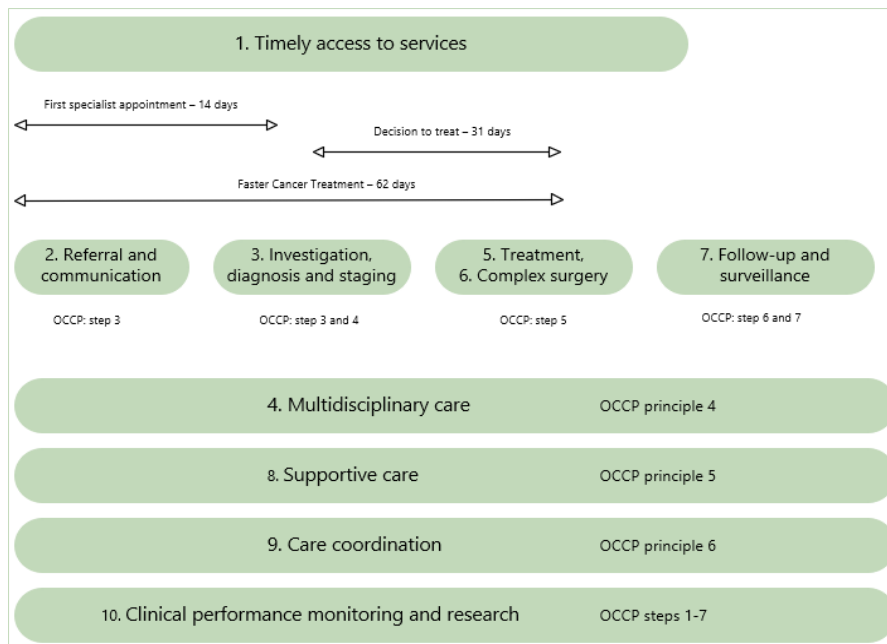 1. Timely access to services
First specialist appointment – 14 days
Decision to treat – 31 days
Faster Cancer Treatment – 62 days
2. Referral and
communication
3. Investigation,
diagnosis and staging
5. Treatment,
6. Complex surgery
7. Follow-up and
surveillance
OCCP: step 3
OCCP: step 3 and 4
OCCP: step 5
OCCP: step 6 and 7
4. Multidisciplinary care
OCCP principle 4
8. Supportive care
OCCP principle 5
9. Care coordination
OCCP principle 6
10. Clinical performance monitoring and research
OCCP steps 1-7